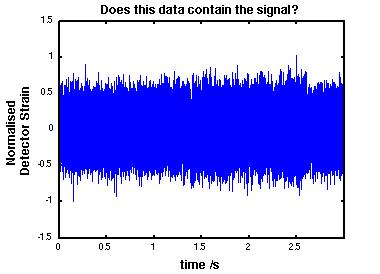 Does this data contain the signal?
1.5
1
0.5
0
-0.5
-1
-1.5
Normalised
Detector Strain
0 0.5 1 1.5 2 2.5
time /s